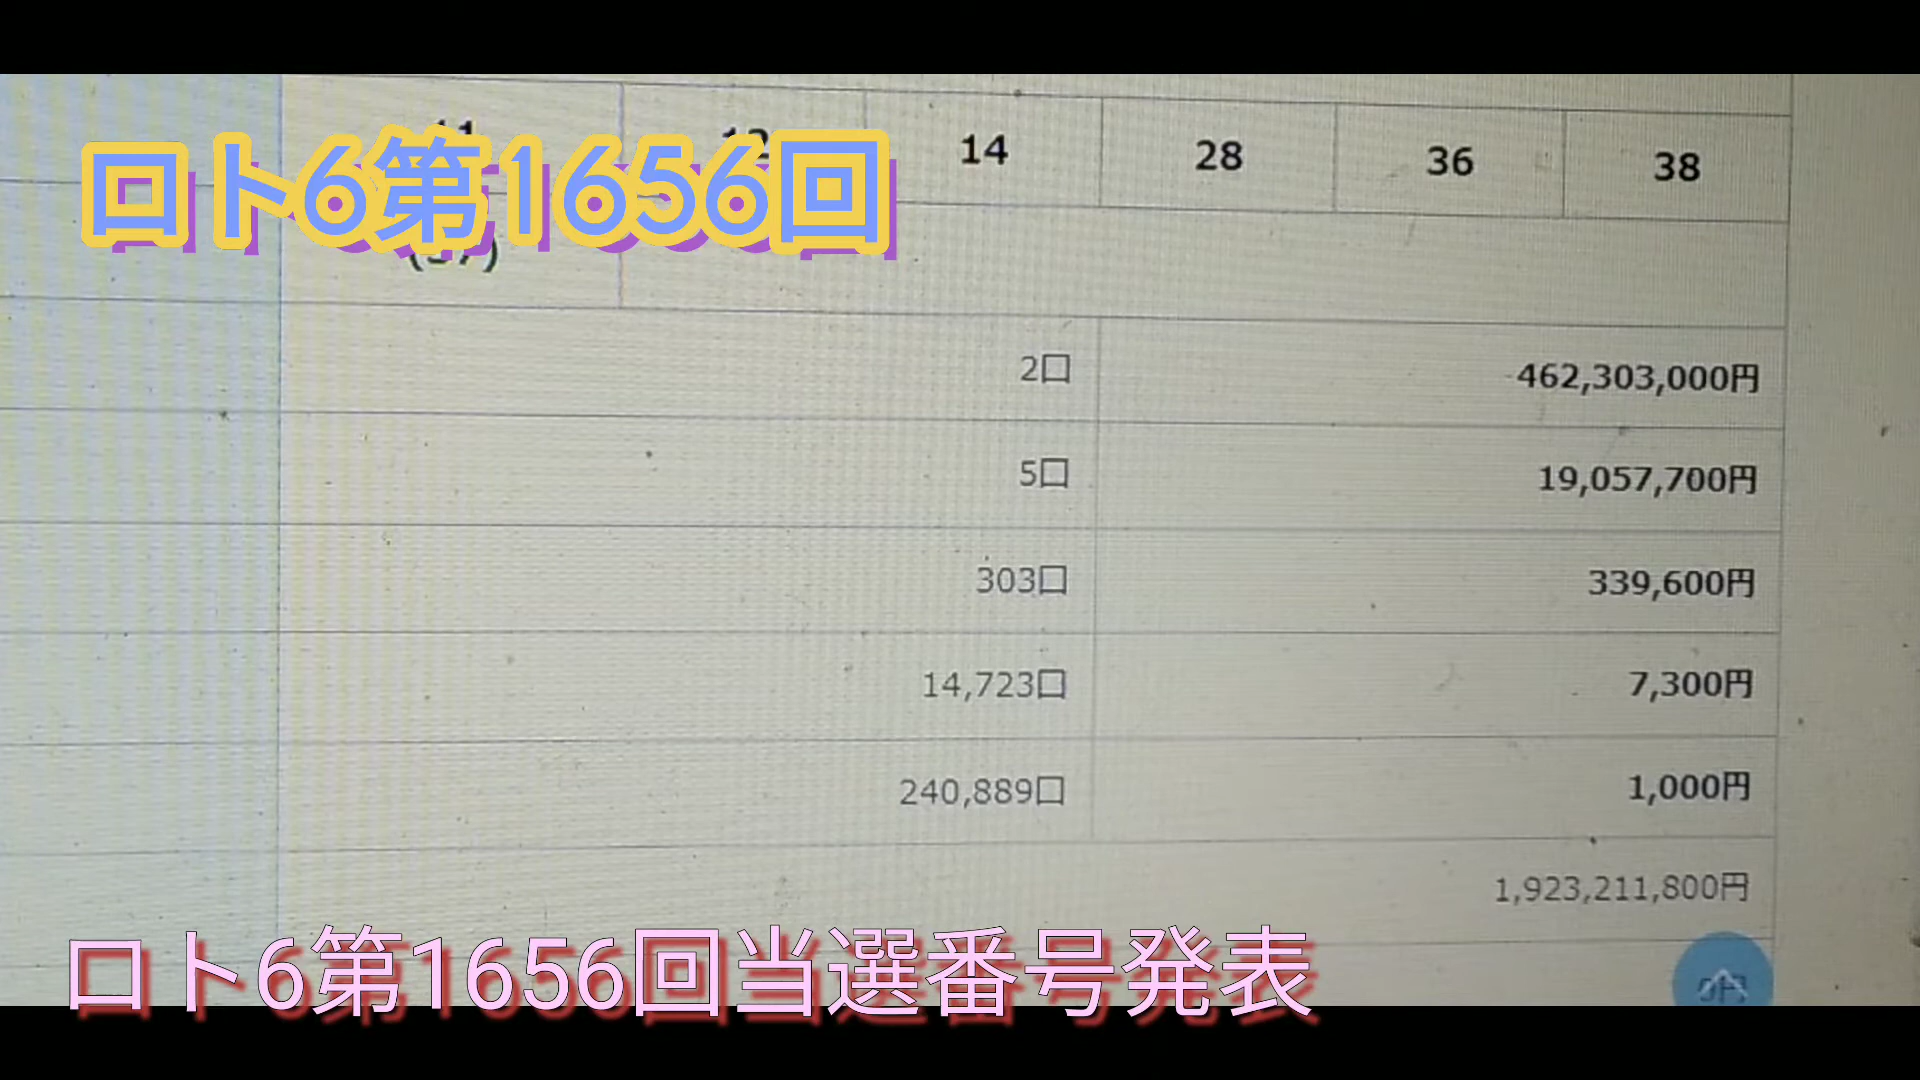 ロト6第1656回
14 28 36 38
2口 462,303,000円
5口 19,057,700円
303口 339,600円
14,723口 7,300円
240,889口 1,000円
1,923,211,800円
ロト6第1656回当選番号発表